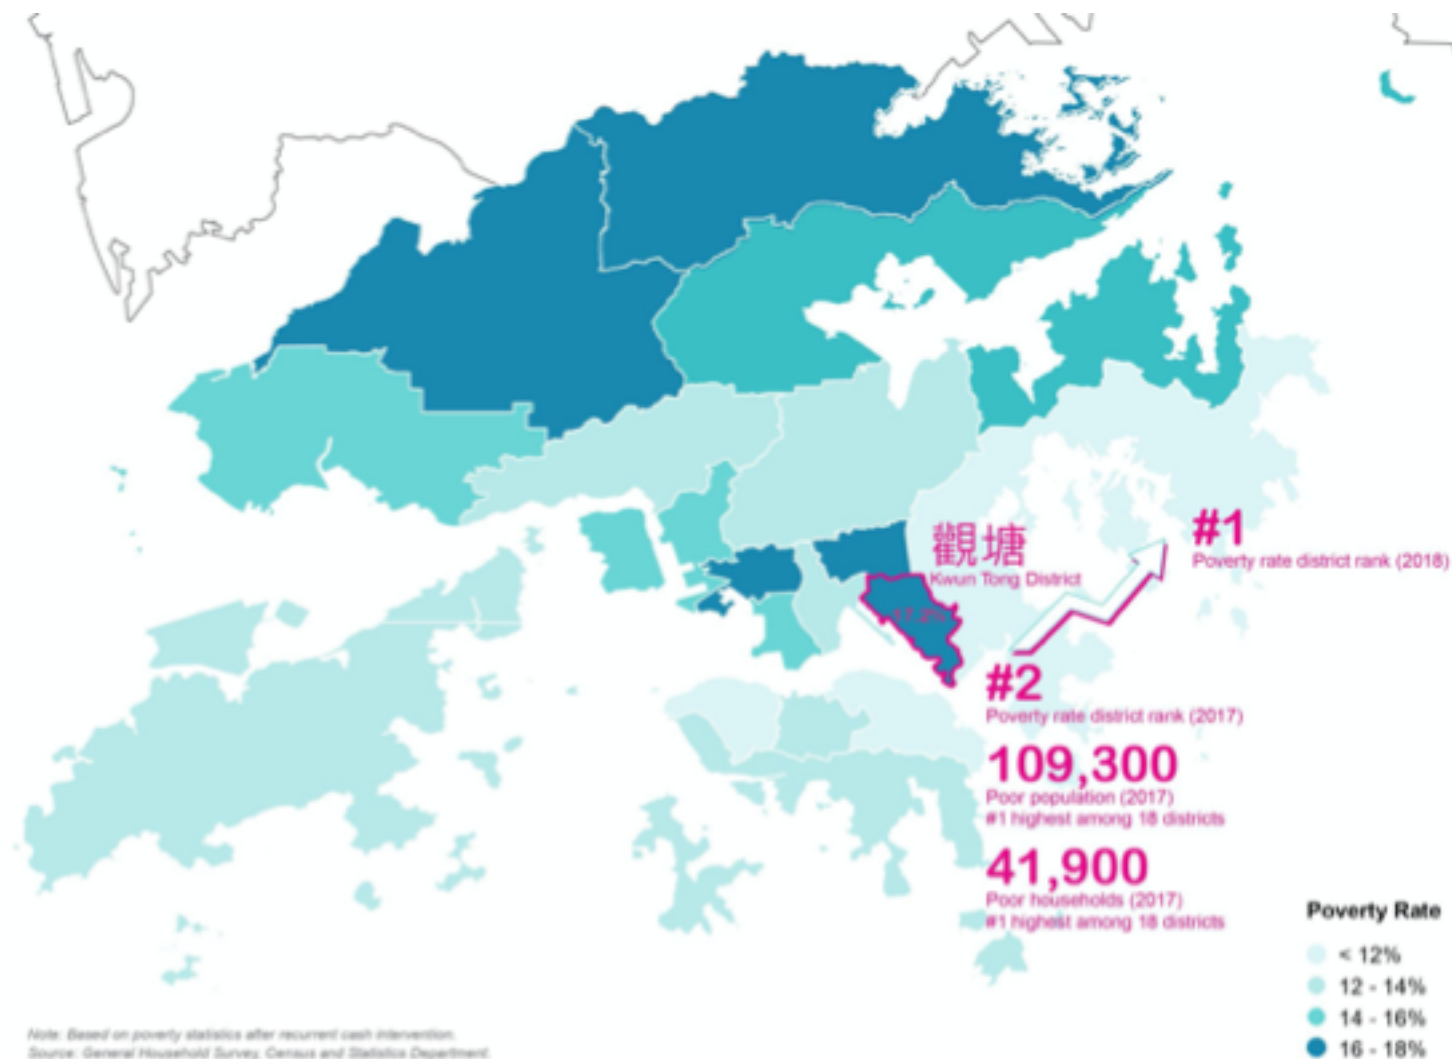 觀塘
Kwun Tong District
17.2%
#1
Poverty rate district rank (2018)
#2
Poverty rate district rank (2017)
109,300
Poor population (2017)
#1 highest among 18 districts
41,900
Poor households (2017)
#1 highest among 18 districts
Poverty Rate
< 12%
12 - 14%
14 - 16%
16 - 18%
Note: Based on poverty statistics after recurrent cash intervention.
Source: General Household Survey, Census and Statistics Department.